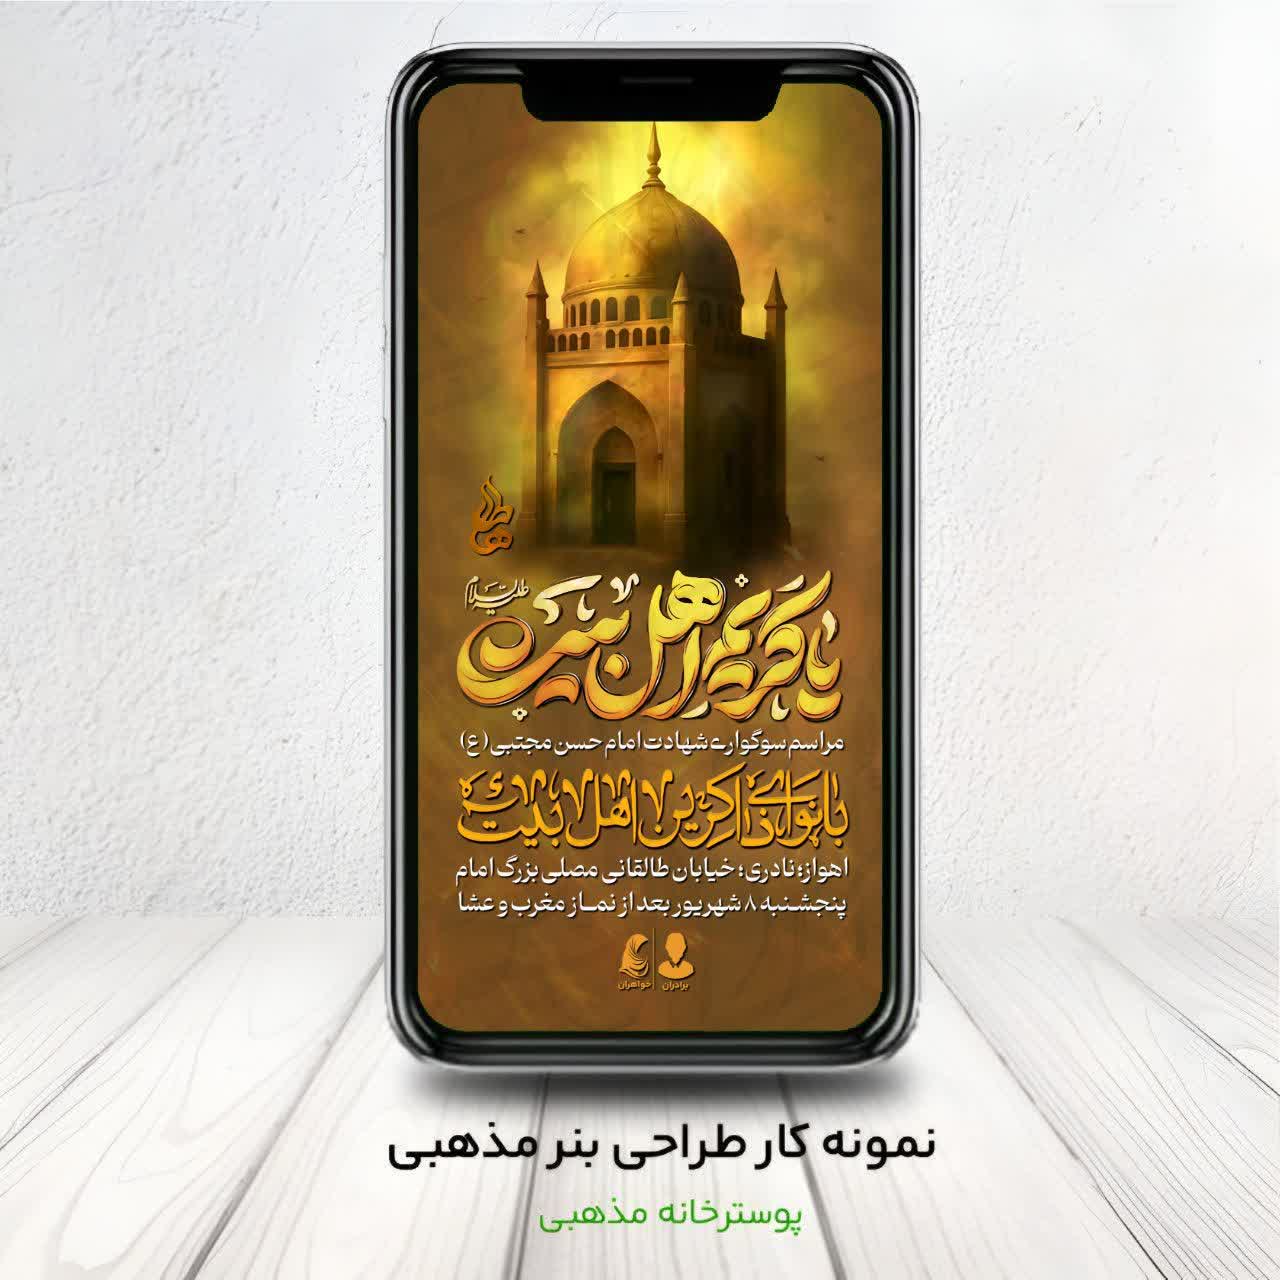 طاها
یا کریم اهل بیت
علیه السلام
مراسم سوگواری شهادت امام حسن مجتبی (ع)
با نوای ذاکرین اهل بیت
اهواز؛ نادری؛ خیابان طالقانی مصلی بزرگ امام
پنجشنبه ۸ شهریور بعد از نماز مغرب و عشا
برادران
خواهران
نمونه کار طراحی بنر مذهبی
پوسترخانه مذهبی